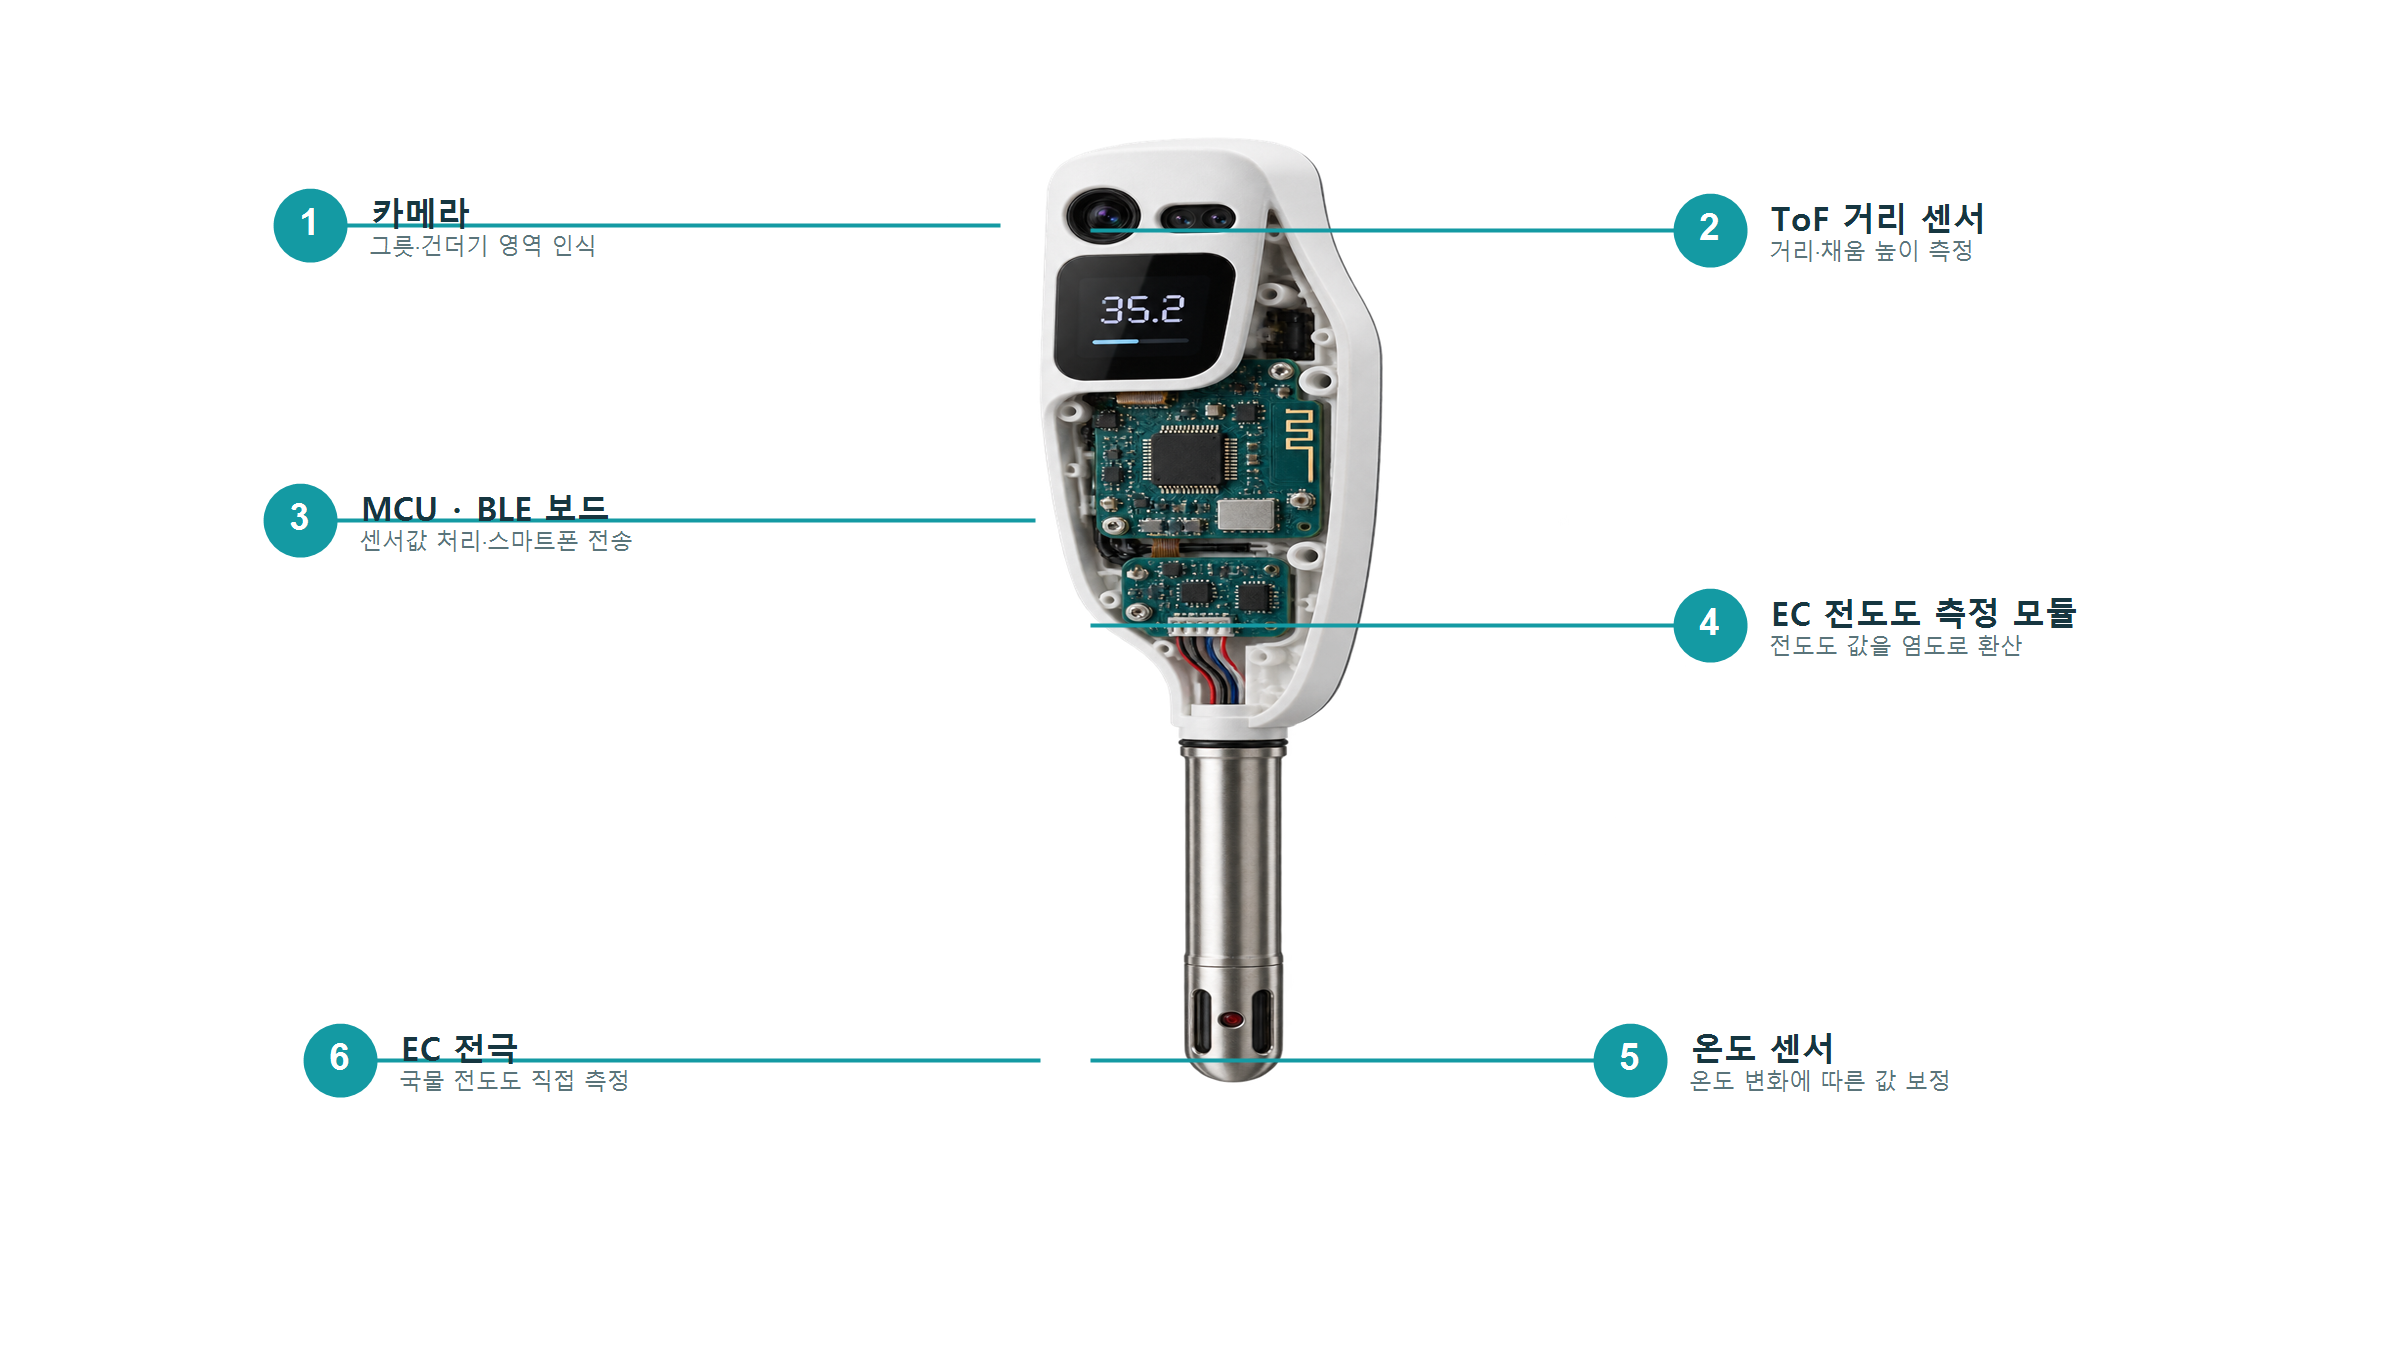 1
카메라
그릇·건더기 영역 인식
2
ToF 거리 센서
거리·채움 높이 측정
35.2
3
MCU · BLE 보드
센서값 처리·스마트폰 전송
4
EC 전도도 측정 모듈
전도도 값을 염도로 환산
6
EC 전극
국물 전도도 직접 측정
5
온도 센서
온도 변화에 따른 값 보정